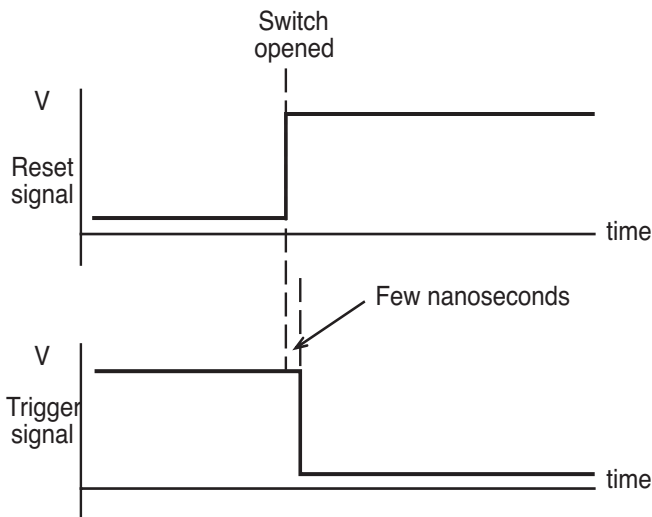 Switch
opened
V
Reset
signal
time
Few nanoseconds
V
Trigger
signal
time